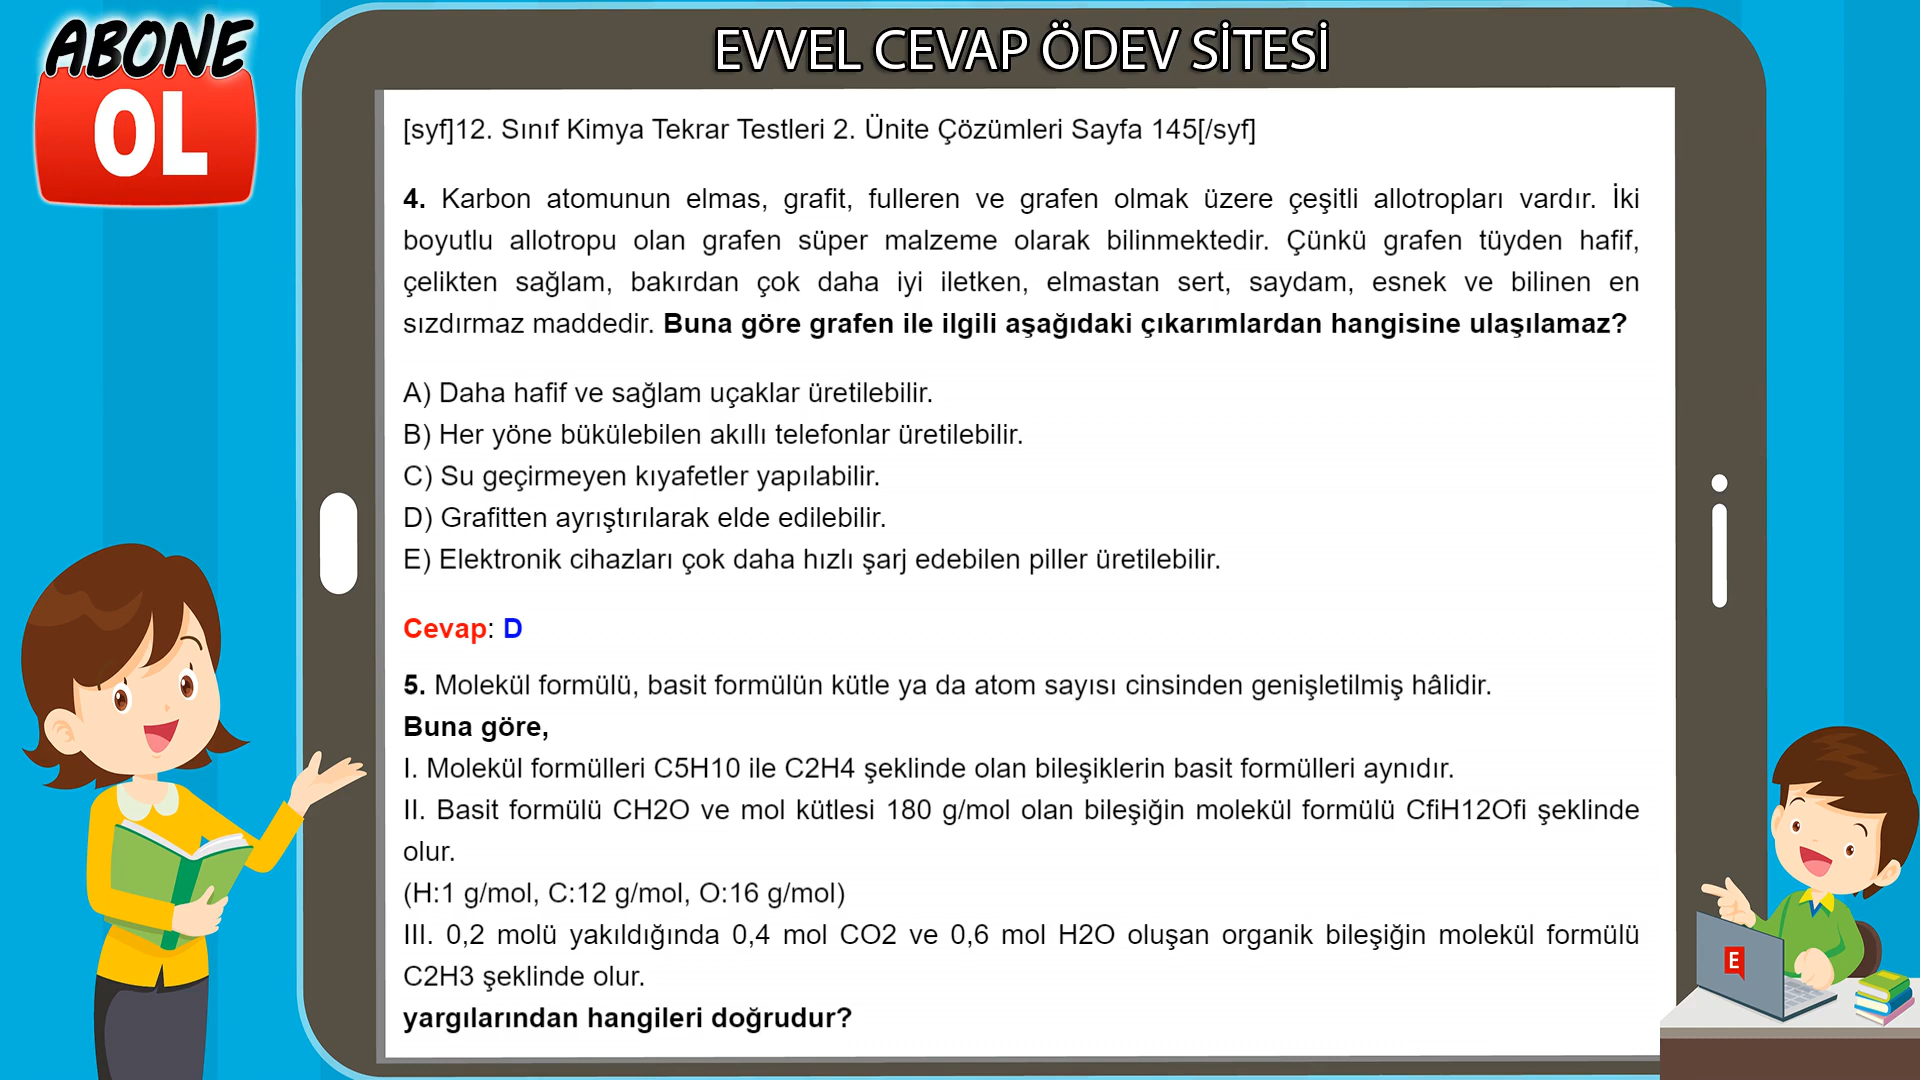 ABONE
OL
EVVEL CEVAP ÖDEV SİTESİ
[syf]12. Sınıf Kimya Tekrar Testleri 2. Ünite Çözümleri Sayfa 145[/syf]
4. Karbon atomunun elmas, grafit, fulleren ve grafen olmak üzere çeşitli allotropları vardır. İki
boyutlu allotropu olan grafen süper malzeme olarak bilinmektedir. Çünkü grafen tüyden hafif,
çelikten sağlam, bakırdan çok daha iyi iletken, elmastan sert, saydam, esnek ve bilinen en
sızdırmaz maddedir. Buna göre grafen ile ilgili aşağıdaki çıkarımlardan hangisine ulaşılamaz?
A) Daha hafif ve sağlam uçaklar üretilebilir.
B) Her yöne bükülebilen akıllı telefonlar üretilebilir.
C) Su geçirmeyen kıyafetler yapılabilir.
D) Grafitten ayrıştırılarak elde edilebilir.
E) Elektronik cihazları çok daha hızlı şarj edebilen piller üretilebilir.
Cevap: D
5. Molekül formülü, basit formülün kütle ya da atom sayısı cinsinden genişletilmiş hâlidir.
Buna göre,
I. Molekül formülleri C5H10 ile C2H4 şeklinde olan bileşiklerin basit formülleri aynıdır.
II. Basit formülü CH2O ve mol kütlesi 180 g/mol olan bileşiğin molekül formülü CfiH12Ofi şeklinde
olur.
(H:1 g/mol, C:12 g/mol, O:16 g/mol)
III. 0,2 molü yakıldığında 0,4 mol CO2 ve 0,6 mol H2O oluşan organik bileşiğin molekül formülü
C2H3 şeklinde olur.
yargılarından hangileri doğrudur?
E